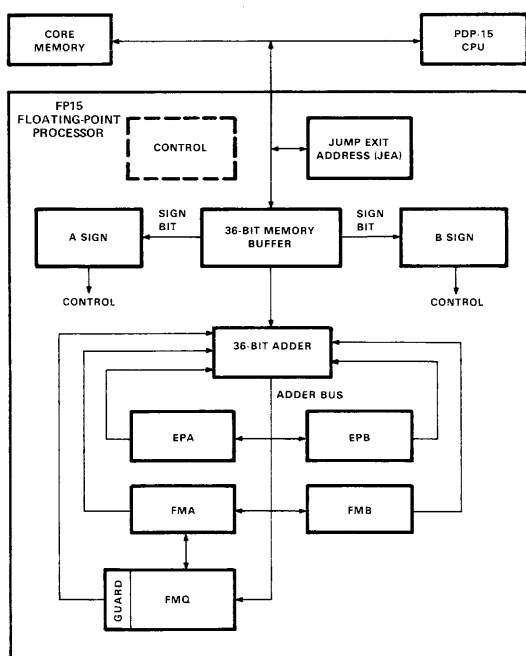 CORE
MEMORY
PDP-15
CPU
FP15
FLOATING-POINT
PROCESSOR
CONTROL
JUMP EXIT
ADDRESS (JEA)
A SIGN
SIGN
BIT
36-BIT MEMORY
BUFFER
SIGN
BIT
B SIGN
CONTROL
CONTROL
36-BIT ADDER
ADDER BUS
EPA
EPB
FMA
FMB
GUARD
FMQ